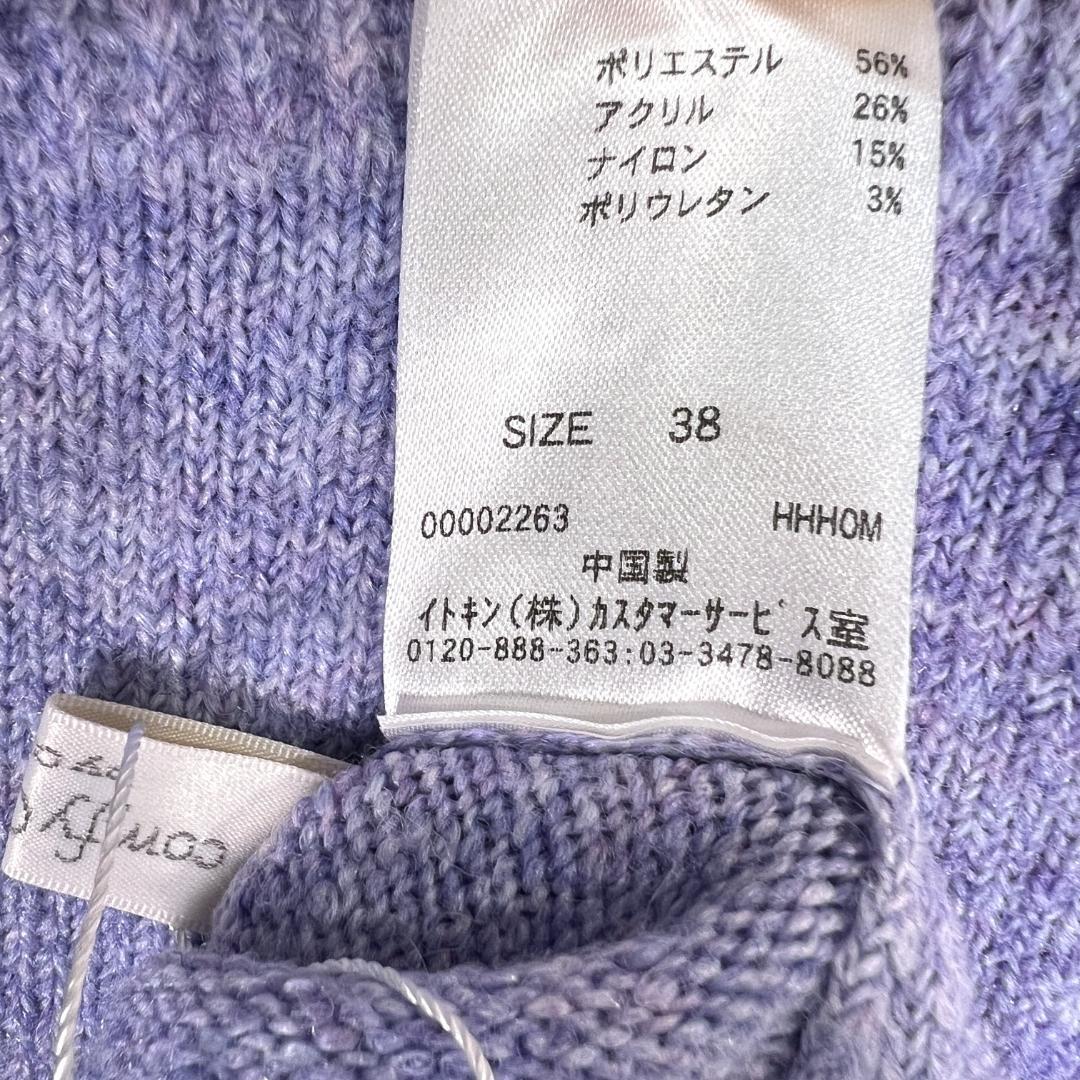 ポリエステル 56%
アクリル 26%
ナイロン 15%
ポリウレタン 3%
SIZE 38
00002263 HHHOM
中国製
イトキン(株)カスタマーサービス室
0120-888-363:03-3478-8088